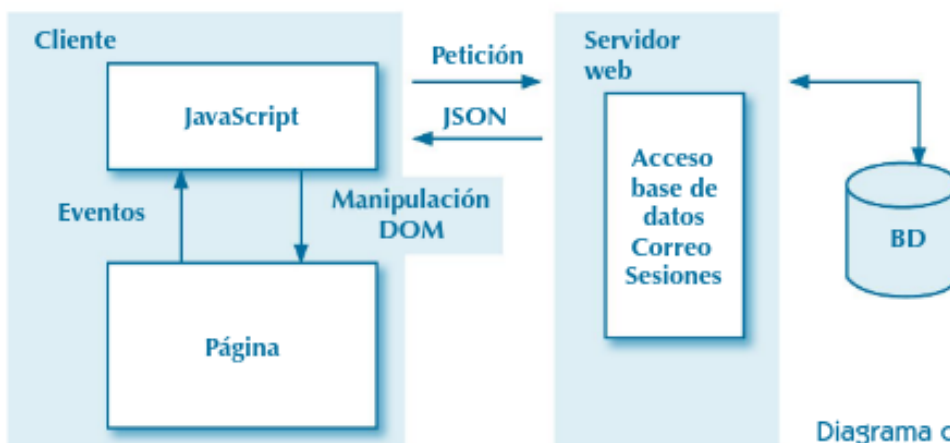 Cliente
JavaScript
Eventos
Manipulación
DOM
Página
Petición
JSON
Servidor
web
Acceso
base de
datos
Correo
Sesiones
BD
Diagrama